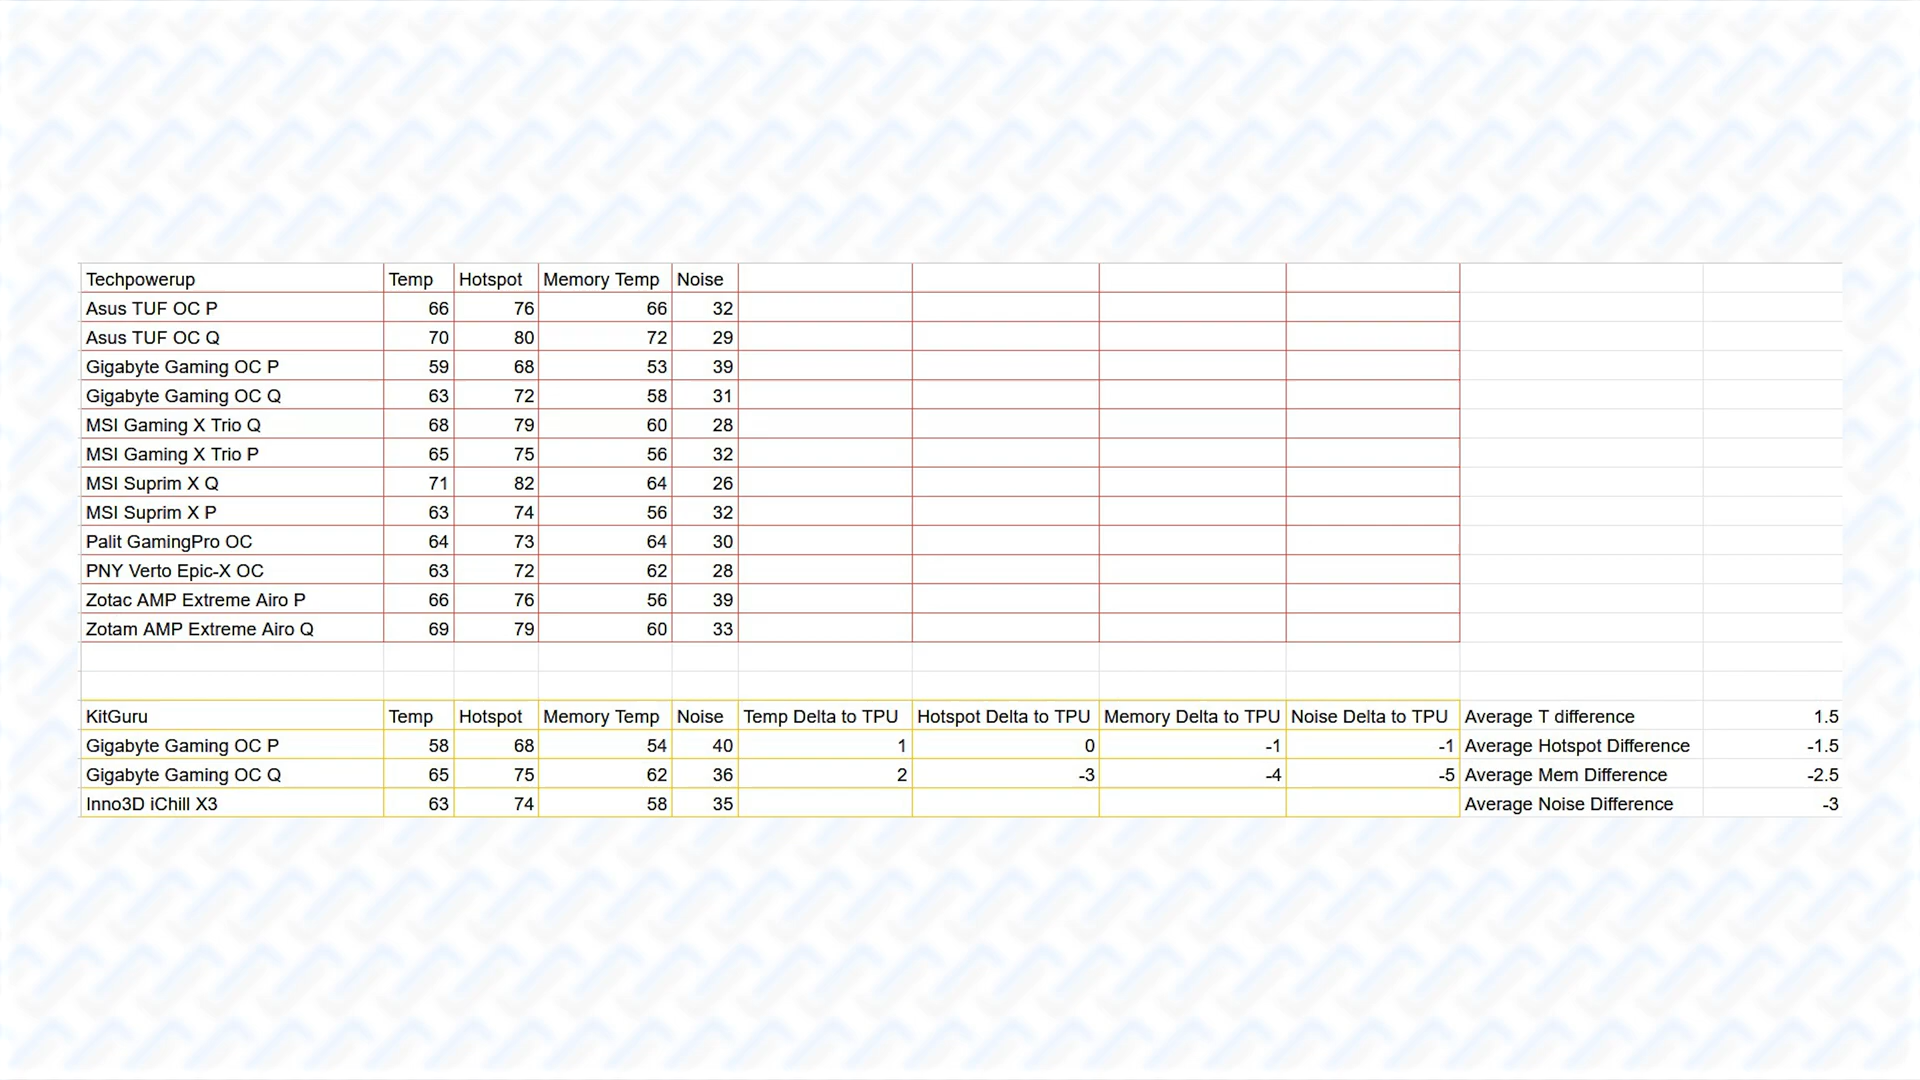 Techpowerup Temp Hotspot Memory Temp Noise
Asus TUF OC P 66 76 66 32
Asus TUF OC Q 70 80 72 29
Gigabyte Gaming OC P 59 68 53 39
Gigabyte Gaming OC Q 63 72 58 31
MSI Gaming X Trio Q 68 79 60 28
MSI Gaming X Trio P 65 75 56 32
MSI Suprim X Q 71 82 64 26
MSI Suprim X P 63 74 56 32
Palit GamingPro OC 64 73 64 30
PNY Verto Epic-X OC 63 72 62 28
Zotac AMP Extreme Airo P 66 76 56 39
Zotam AMP Extreme Airo Q 69 79 60 33
KitGuru Temp Hotspot Memory Temp Noise Temp Delta to TPU Hotspot Delta to TPU Memory Delta to TPU Noise Delta to TPU Average T difference 1.5
Gigabyte Gaming OC P 58 68 54 40 1 0 -1 -1 Average Hotspot Difference -1.5
Gigabyte Gaming OC Q 65 75 62 36 2 -3 -4 -5 Average Mem Difference -2.5
Inno3D iChill X3 63 74 58 35 Average Noise Difference -3